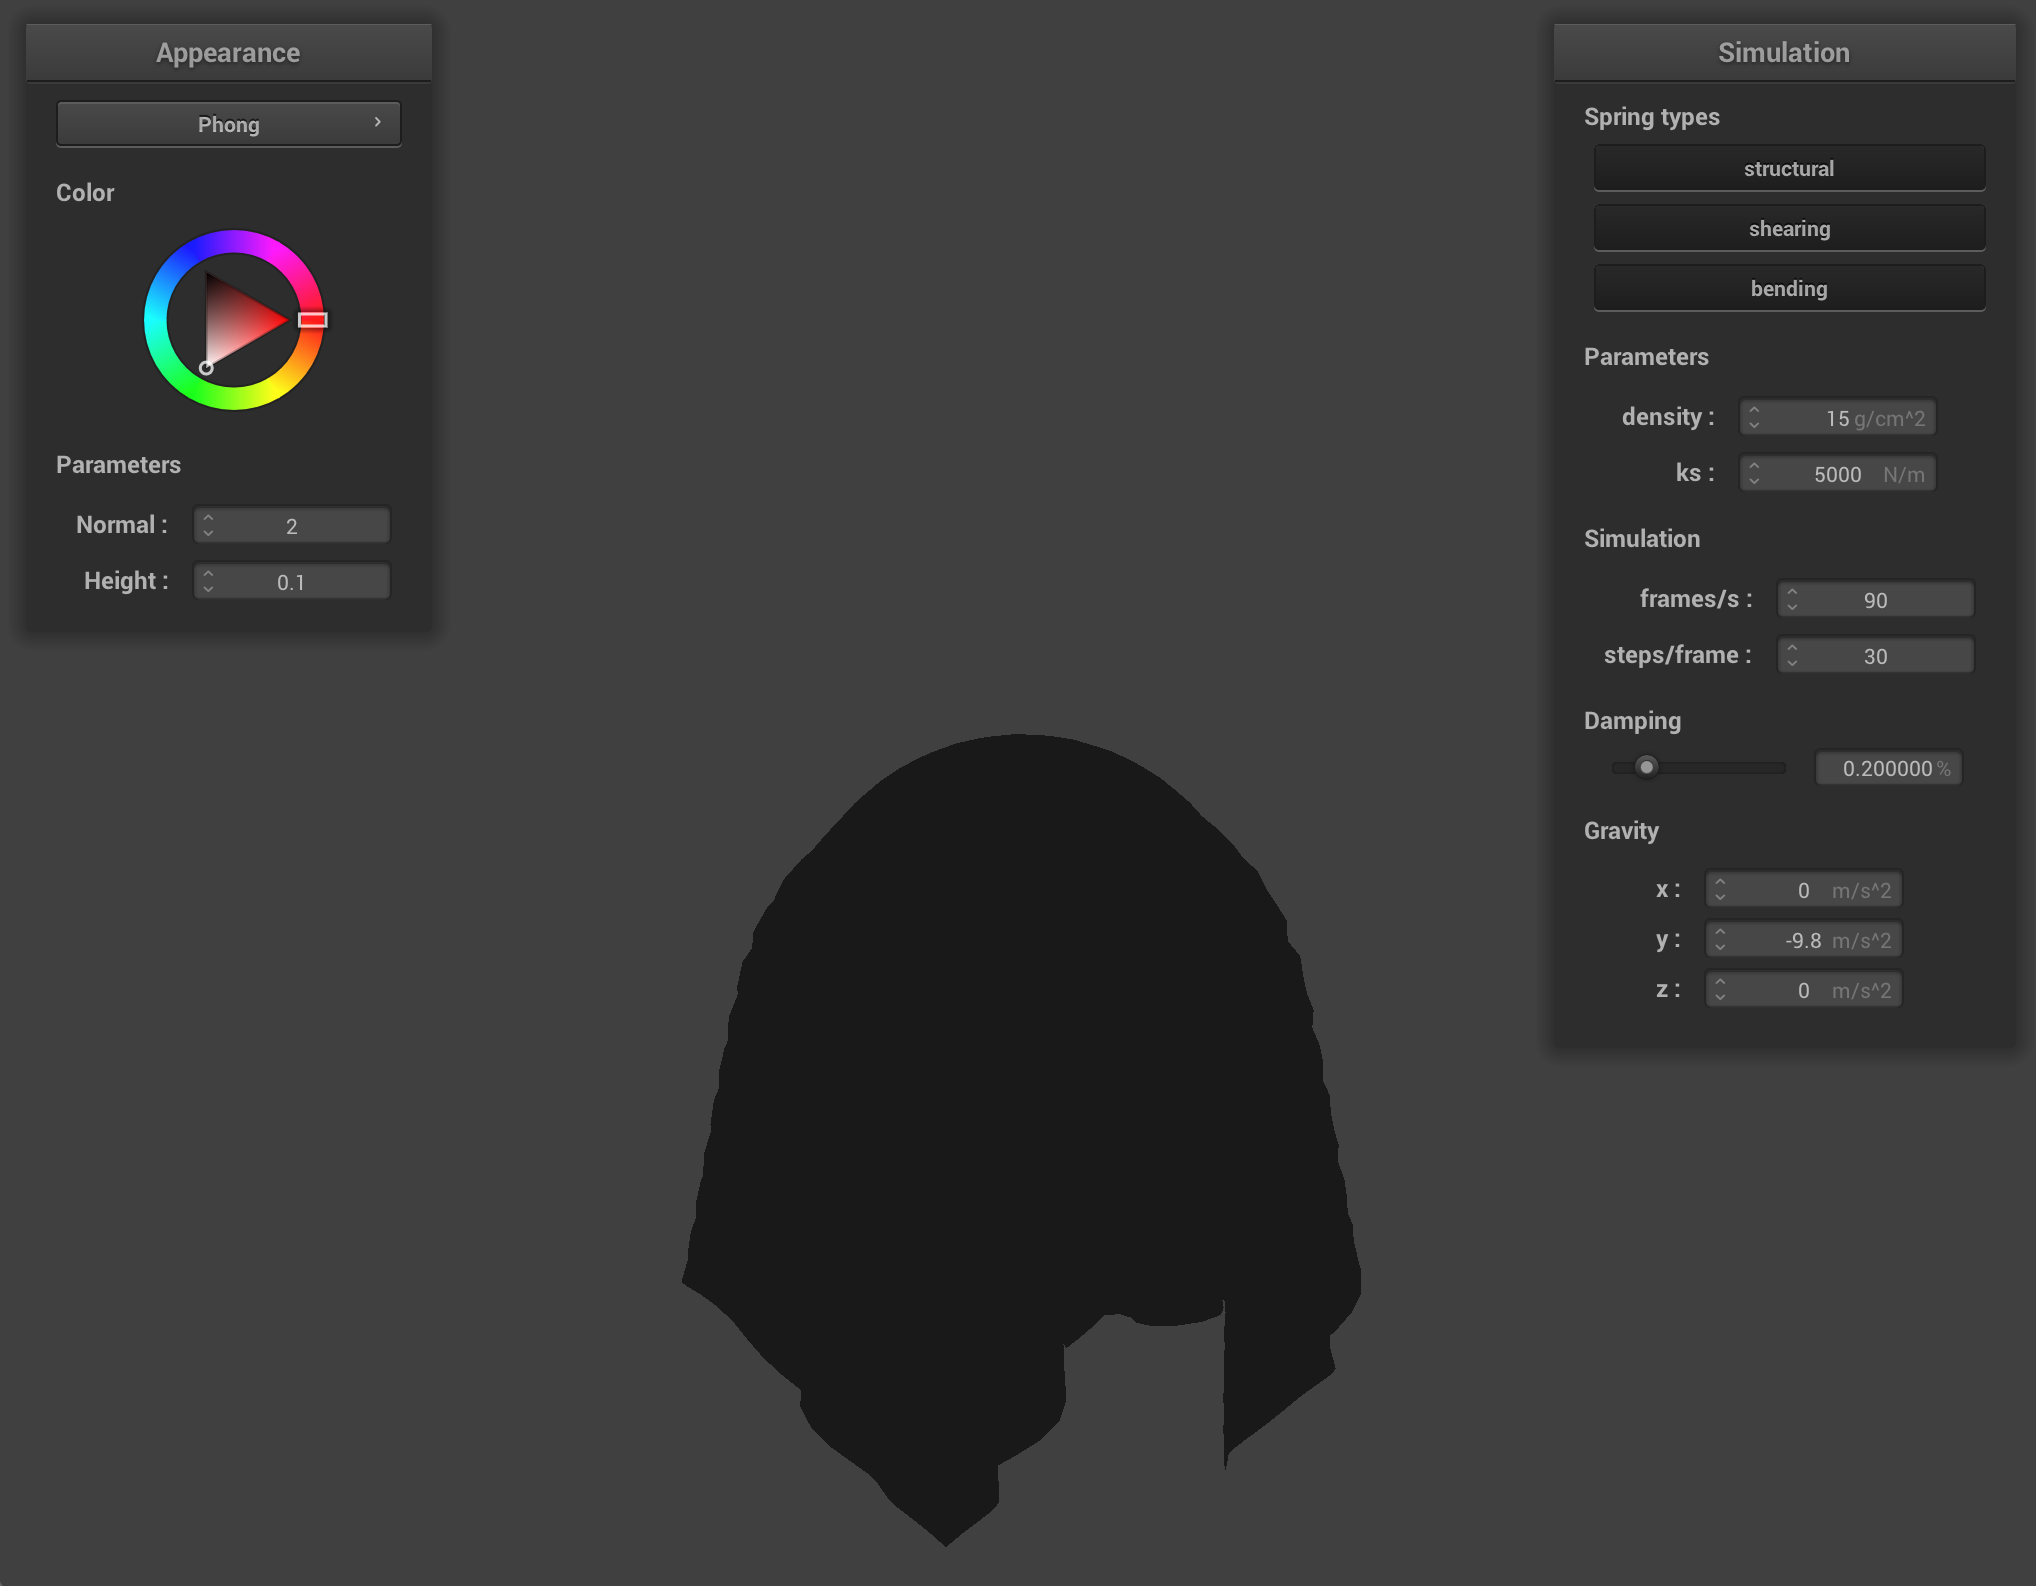 Appearance
Phong
Color
Parameters
Normal : 2
Height : 0.1
Simulation
Spring types
structural
shearing
bending
Parameters
density : 15 g/cm^2
ks : 5000 N/m
Simulation
frames/s : 90
steps/frame : 30
Damping
0.200000 %
Gravity
x : 0 m/s^2
y : -9.8 m/s^2
z : 0 m/s^2